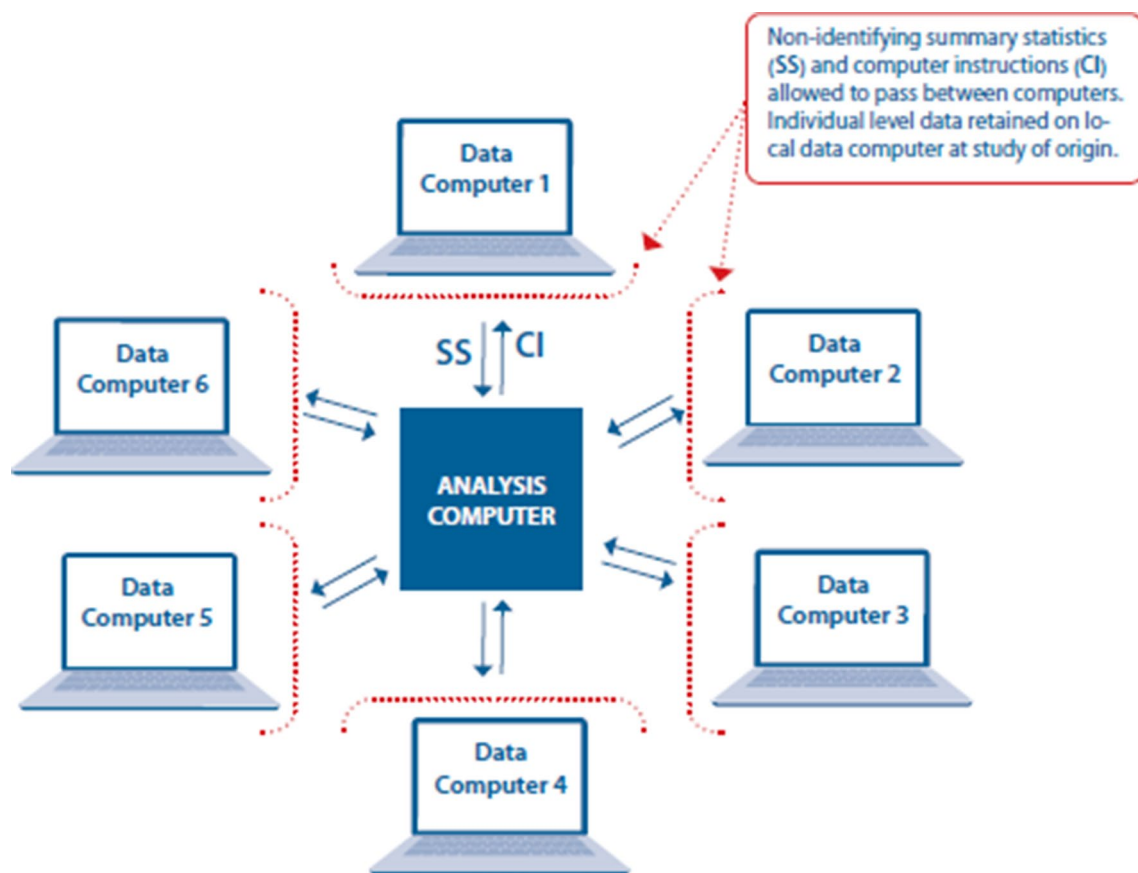 Non-identifying summary statistics
(SS) and computer instructions (CI)
allowed to pass between computers.
Individual level data retained on lo-
cal data computer at study of origin.
Data
Computer 1
Data
Computer 6
SS
CI
Data
Computer 2
ANALYSIS
COMPUTER
Data
Computer 5
Data
Computer 3
Data
Computer 4